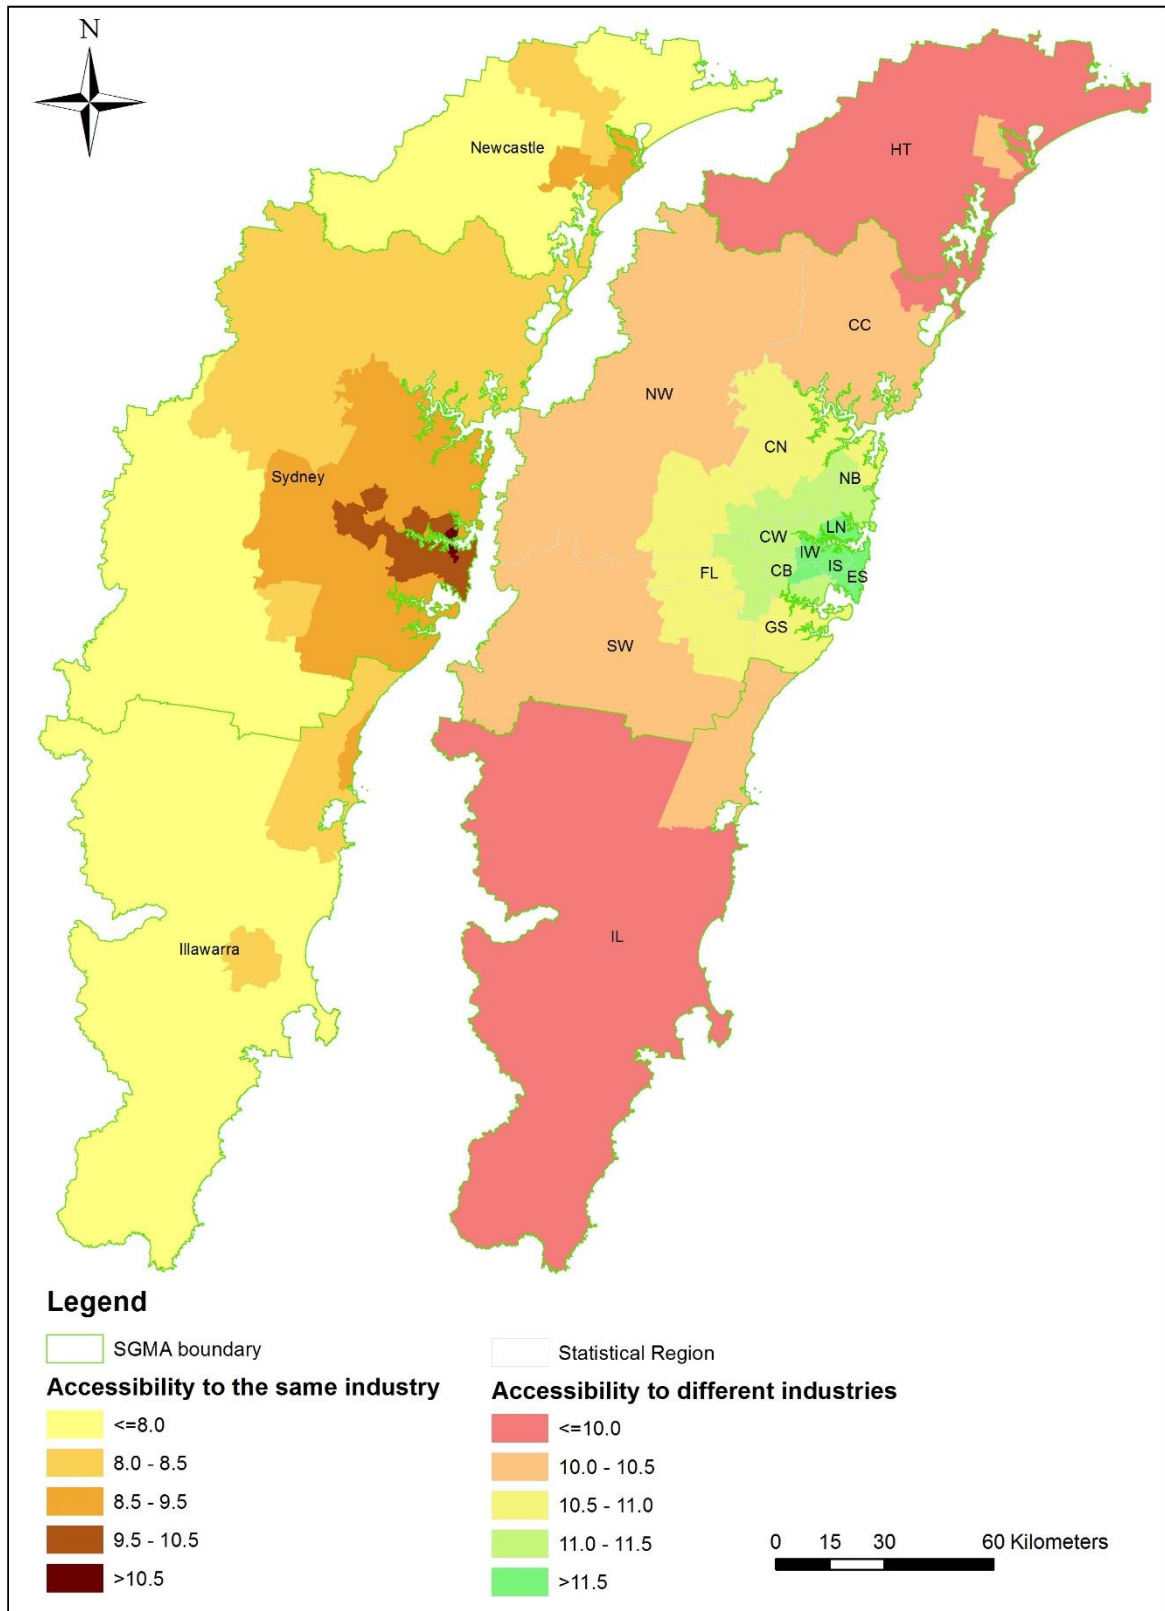 N
Newcastle
HT
CC
NW
CN
Sydney
NB
LN
CW
IW
IS
CB
FL
ES
GS
SW
IL
Illawarra
Legend
SGMA boundary
Accessibility to the same industry
<=8.0
8.0 - 8.5
8.5 - 9.5
9.5 - 10.5
>10.5
Statistical Region
Accessibility to different industries
<=10.0
10.0 - 10.5
10.5 - 11.0
11.0 - 11.5
>11.5
0 15 30 60 Kilometers